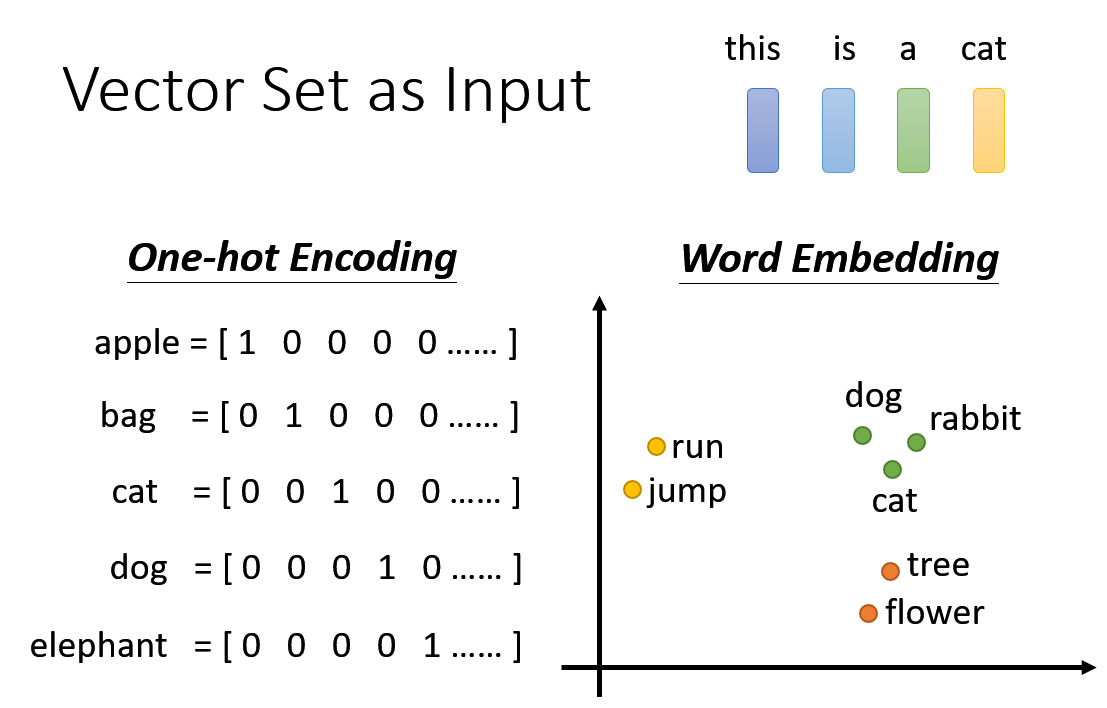 Vector Set as Input
this is a cat
One-hot Encoding
apple = [ 1 0 0 0 0 …… ]
bag = [ 0 1 0 0 0 …… ]
cat = [ 0 0 1 0 0 …… ]
dog = [ 0 0 0 1 0 …… ]
elephant = [ 0 0 0 0 1 …… ]
Word Embedding
dog
rabbit
run
jump
cat
tree
flower